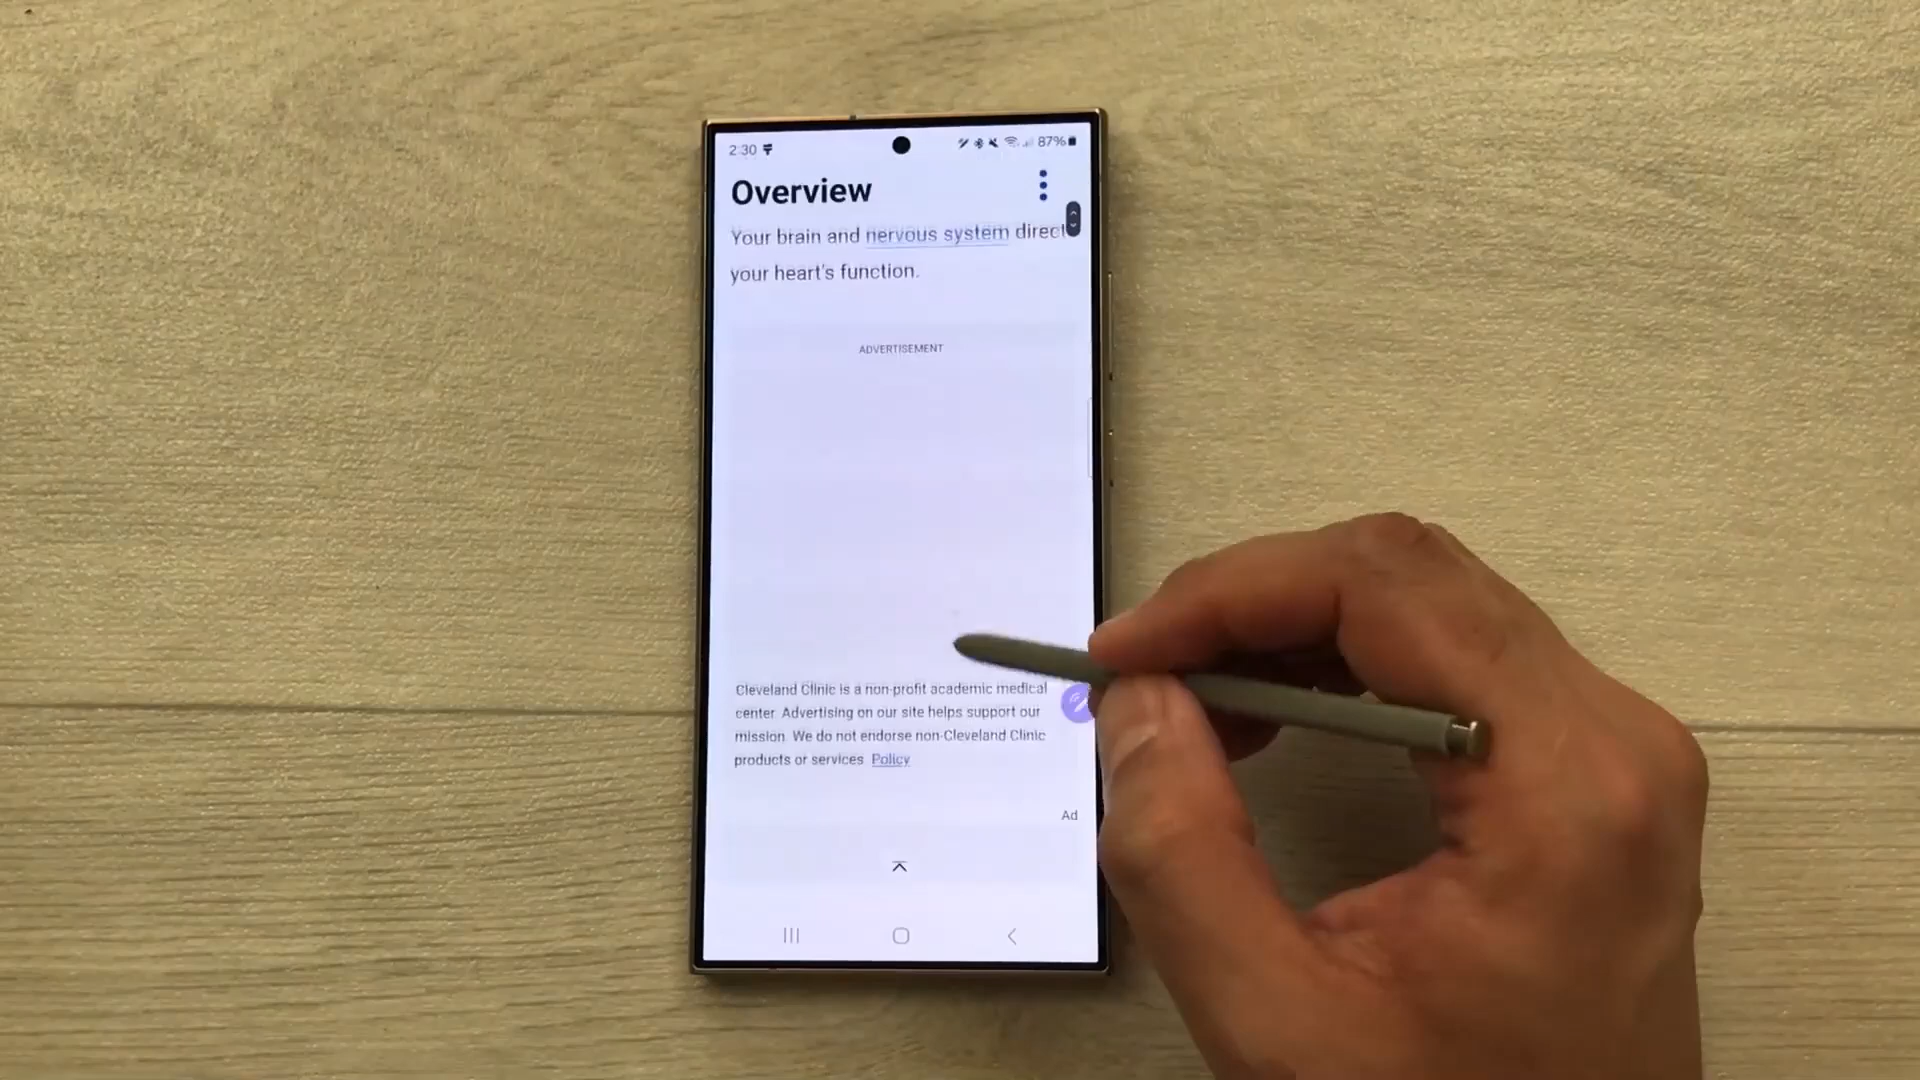 2:30 87%
Overview
Your brain and nervous system direct
your heart's function.
ADVERTISEMENT
Cleveland Clinic is a non-profit academic medical
center. Advertising on our site helps support our
mission. We do not endorse non-Cleveland Clinic
products or services. Policy
Ad